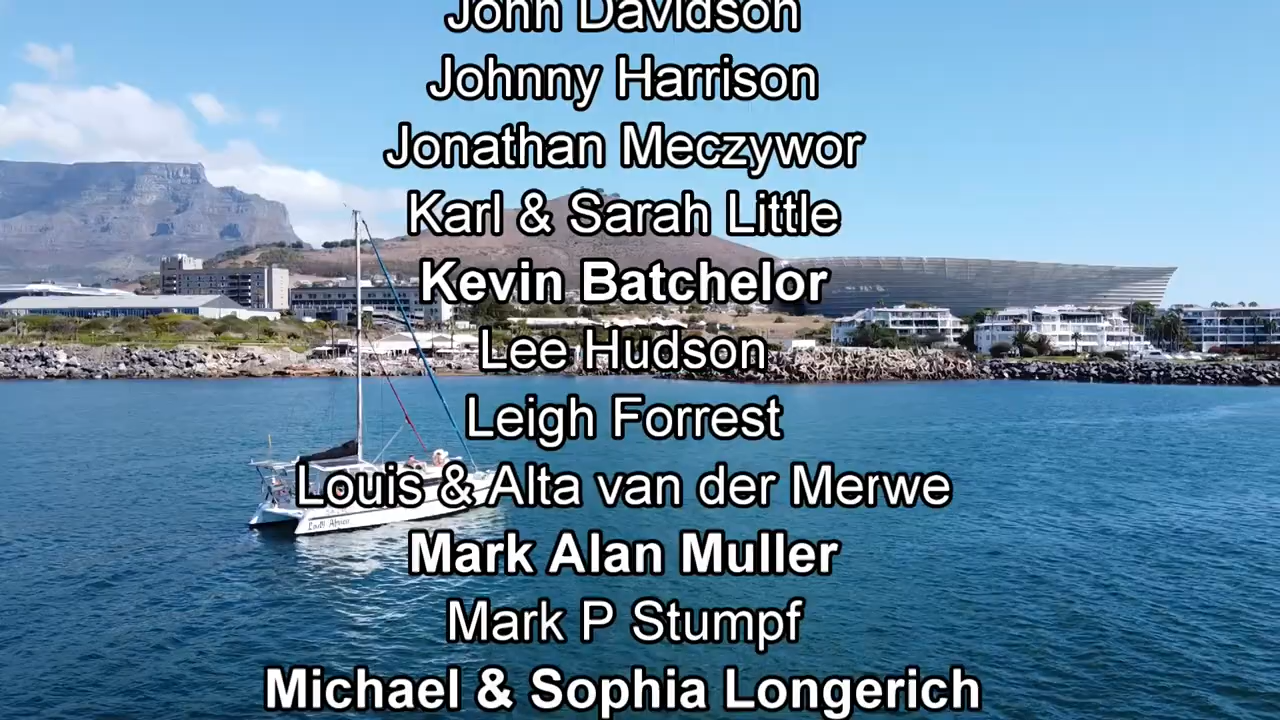 John Davidson
Johnny Harrison
Jonathan Meczywor
Karl & Sarah Little
Kevin Batchelor
Lee Hudson
Leigh Forrest
Louis & Alta van der Merwe
Mark Alan Muller
Mark P Stumpf
Michael & Sophia Longerich